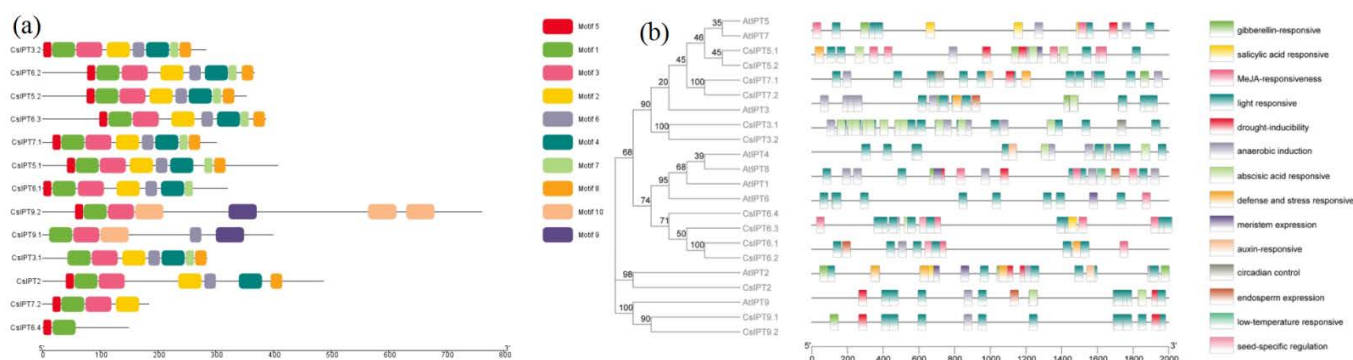 (a)
CsIPT3.2
CsIPT6.2
CsIPT5.2
CsIPT6.3
CsIPT7.1
CsIPT5.1
CsIPT6.1
CsIPT9.2
CsIPT9.1
CsIPT3.1
CsIPT2
CsIPT7.2
CsIPT6.4
5'
3'
0 100 200 300 400 500 600 700 800
Motif 5
Motif 1
Motif 3
Motif 2
Motif 6
Motif 4
Motif 7
Motif 8
Motif 10
Motif 9
(b)
AtIPT5
AtIPT7
CsIPT5.1
CsIPT5.2
CsIPT7.1
CsIPT7.2
AtIPT3
CsIPT3.1
CsIPT3.2
AtIPT4
AtIPT8
AtIPT1
AtIPT6
CsIPT6.4
CsIPT6.3
CsIPT6.1
CsIPT6.2
AtIPT2
CsIPT2
AtIPT9
CsIPT9.1
CsIPT9.2
35
46
45
45
100
20
90
100
68
39
68
95
74
71
50
100
98
100
90
5'
3'
0 200 400 600 800 1000 1200 1400 1600 1800 2000
gibberellin-responsive
salicylic acid responsive
MeJA-responsiveness
light responsive
drought-inducibility
anaerobic induction
abscisic acid responsive
defense and stress responsive
meristem expression
auxin-responsive
circadian control
endosperm expression
low-temperature responsive
seed-specific regulation